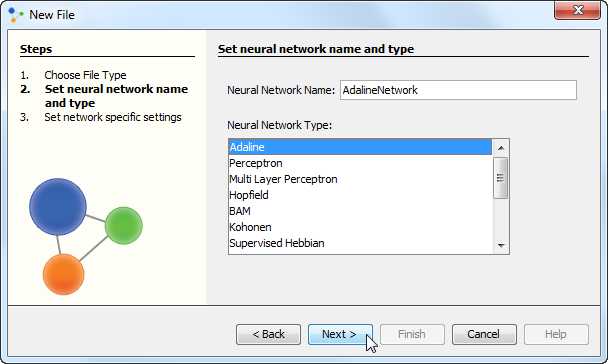 New File
Steps
1. Choose File Type
2. Set neural network name
and type
3. Set network specific settings
Set neural network name and type
Neural Network Name: AdalineNetwork
Neural Network Type:
Adaline
Perceptron
Multi Layer Perceptron
Hopfield
BAM
Kohonen
Supervised Hebbian
< Back Next > Finish Cancel Help